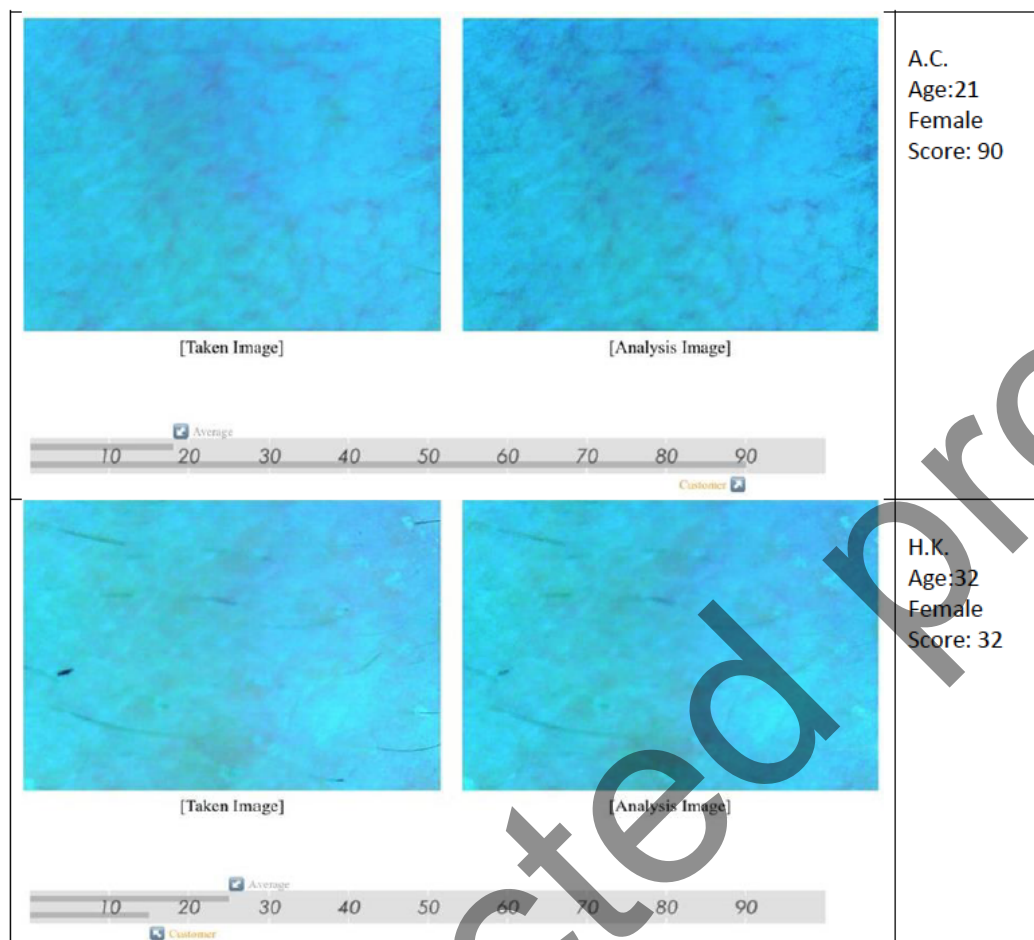 A.C.
Age:21
Female
Score: 90
[Taken Image] [Analysis Image]
Average
10 20 30 40 50 60 70 80 90
Customer
H.K.
Age:32
Female
Score: 32
[Taken Image] [Analysis Image]
Average
10 20 30 40 50 60 70 80 90
Customer
cted pro